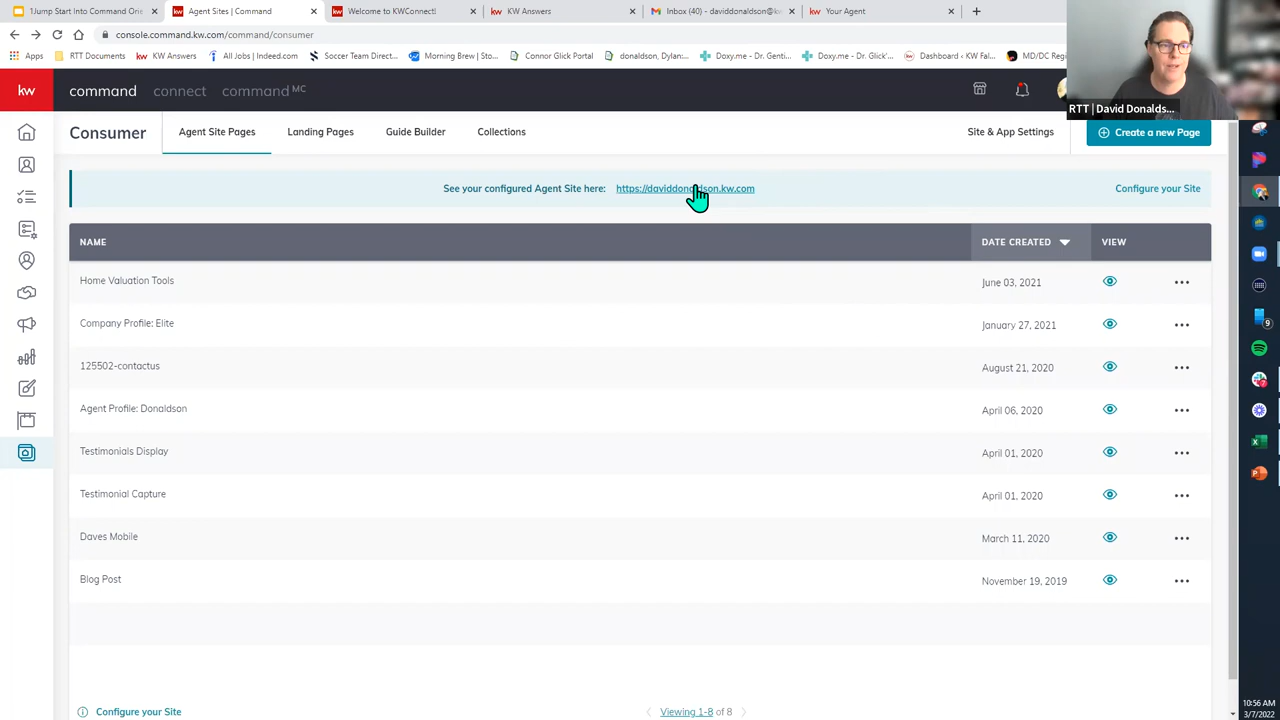 1Jump Start Into Command Orie
Agent Sites | Command
Welcome to KWConnect!
KW Answers
Inbox (40) - daviddonaldson@kw
Your Agent
console.command.kw.com/command/consumer
Apps
RTT Documents
KW Answers
All Jobs | Indeed.com
Soccer Team Direct...
Morning Brew | Sto...
Connor Glick Portal
donaldson, Dylan:...
Doxy.me - Dr. Genti...
Doxy.me - Dr. Glick'...
Dashboard ‹ KW Fal...
MD/DC Regi
RTT | David Donalds...
kw
command
connect
command MC
Consumer
Agent Site Pages
Landing Pages
Guide Builder
Collections
Site & App Settings
Create a new Page
See your configured Agent Site here: https://daviddonaldson.kw.com
Configure your Site
NAME DATE CREATED VIEW
Home Valuation Tools June 03, 2021
Company Profile: Elite January 27, 2021
125502-contactus August 21, 2020
Agent Profile: Donaldson April 06, 2020
Testimonials Display April 01, 2020
Testimonial Capture April 01, 2020
Daves Mobile March 11, 2020
Blog Post November 19, 2019
Configure your Site
Viewing 1-8 of 8
9
10:56 AM
3/7/2022